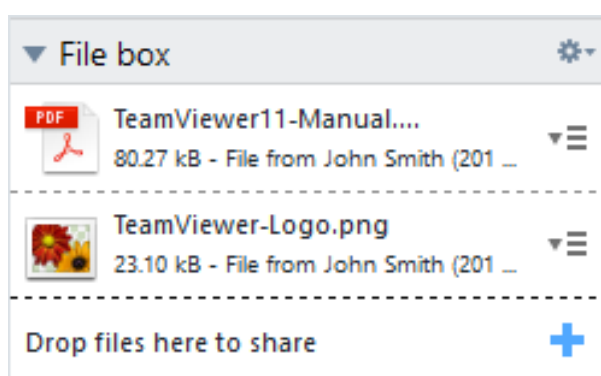 File box
PDF
TeamViewer11-Manual....
80.27 kB - File from John Smith (201 ...
TeamViewer-Logo.png
23.10 kB - File from John Smith (201 ...
Drop files here to share